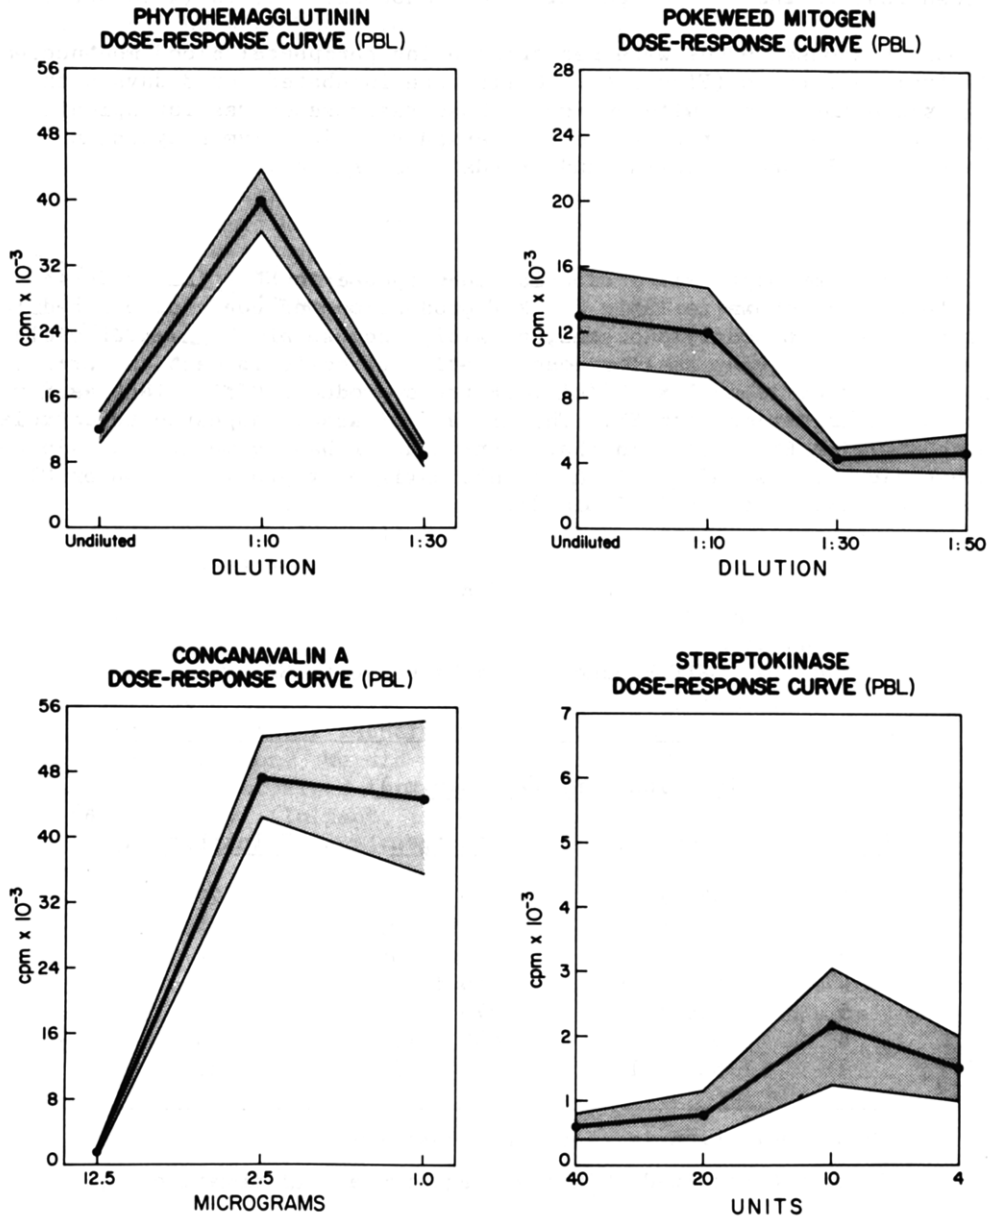 PHYTOHEMAGGLUTININ
DOSE-RESPONSE CURVE (PBL)
56
48
40
32
24
16
8
0
cpm x 10⁻³
Undiluted 1:10 1:30
DILUTION
POKEWEED MITOGEN
DOSE-RESPONSE CURVE (PBL)
28
24
20
16
12
8
4
0
cpm x 10⁻³
Undiluted 1:10 1:30 1:50
DILUTION
CONCANAVALIN A
DOSE-RESPONSE CURVE (PBL)
56
48
40
32
24
16
8
0
cpm x 10⁻³
12.5 2.5 1.0
MICROGRAMS
STREPTOKINASE
DOSE-RESPONSE CURVE (PBL)
7
6
5
4
3
2
1
0
cpm x 10⁻³
40 20 10 4
UNITS